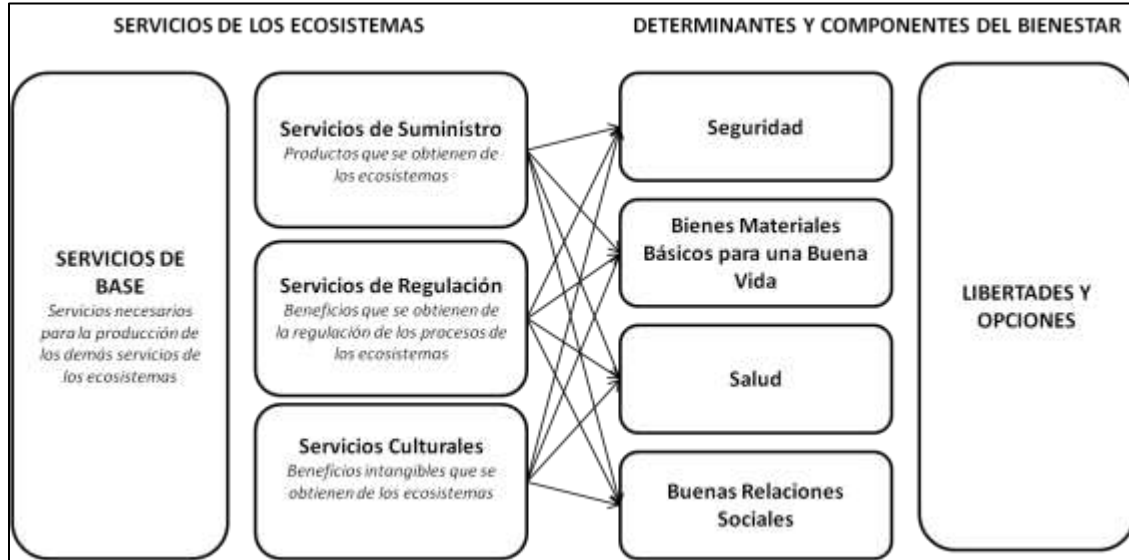 SERVICIOS DE LOS ECOSISTEMAS
DETERMINANTES Y COMPONENTES DEL BIENESTAR
SERVICIOS DE
BASE
Servicios necesarios
para la producción de
los demás servicios de
los ecosistemas
Servicios de Suministro
Productos que se obtienen de
los ecosistemas
Servicios de Regulación
Beneficios que se obtienen de
la regulación de los procesos de
los ecosistemas
Servicios Culturales
Beneficios intangibles que se
obtienen de los ecosistemas
Seguridad
Bienes Materiales
Básicos para una Buena
Vida
Salud
Buenas Relaciones
Sociales
LIBERTADES Y
OPCIONES